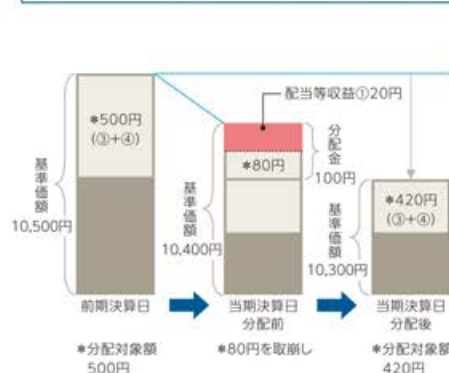 *500円
(③+④)
基準価額
10,500円
前期決算日
*分配対象額
500円
配当等収益①20円
*80円
分配金
100円
基準価額
10,400円
当期決算日
分配前
*80円を取崩し
*420円
(③+④)
基準価額
10,300円
当期決算日
分配後
*分配対象額
420円